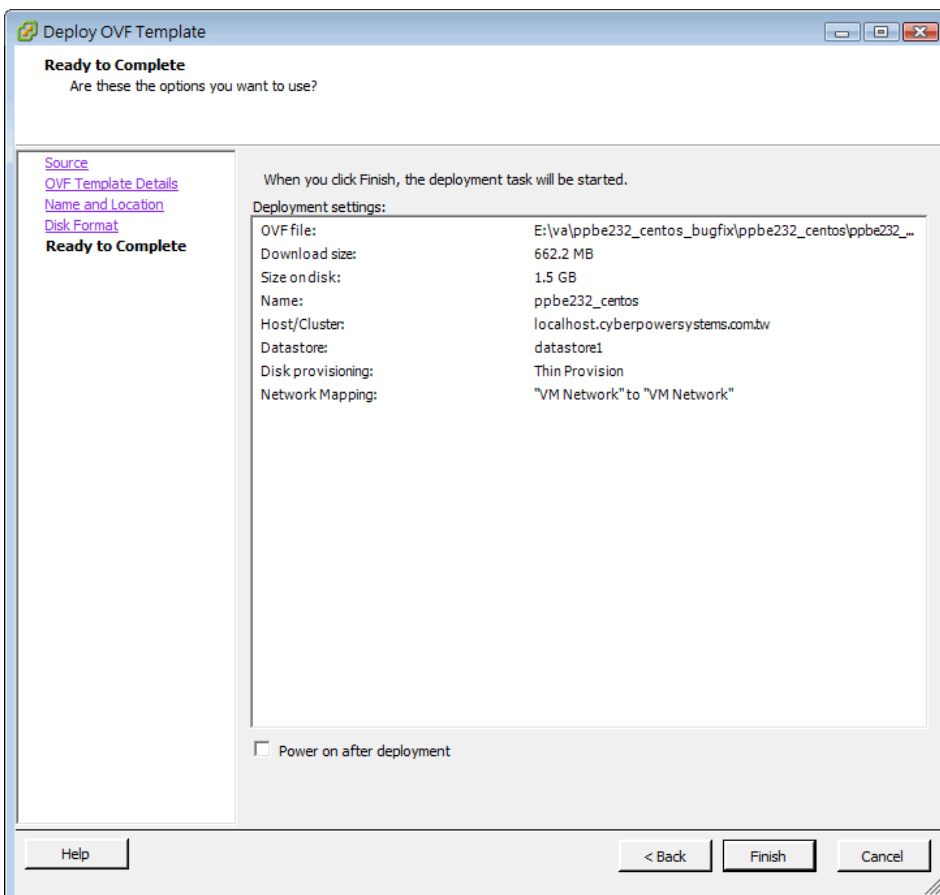 Deploy OVF Template
Ready to Complete
Are these the options you want to use?
Source
OVF Template Details
Name and Location
Disk Format
Ready to Complete
When you click Finish, the deployment task will be started.
Deployment settings:
OVF file: E:\va\ppbe232_centos_bugfix\ppbe232_centos\ppbe232_...
Download size: 662.2 MB
Size on disk: 1.5 GB
Name: ppbe232_centos
Host/Cluster: localhost.cyberpowersystems.com.tw
Datastore: datastore1
Disk provisioning: Thin Provision
Network Mapping: "VM Network" to "VM Network"
Power on after deployment
Help
< Back
Finish
Cancel